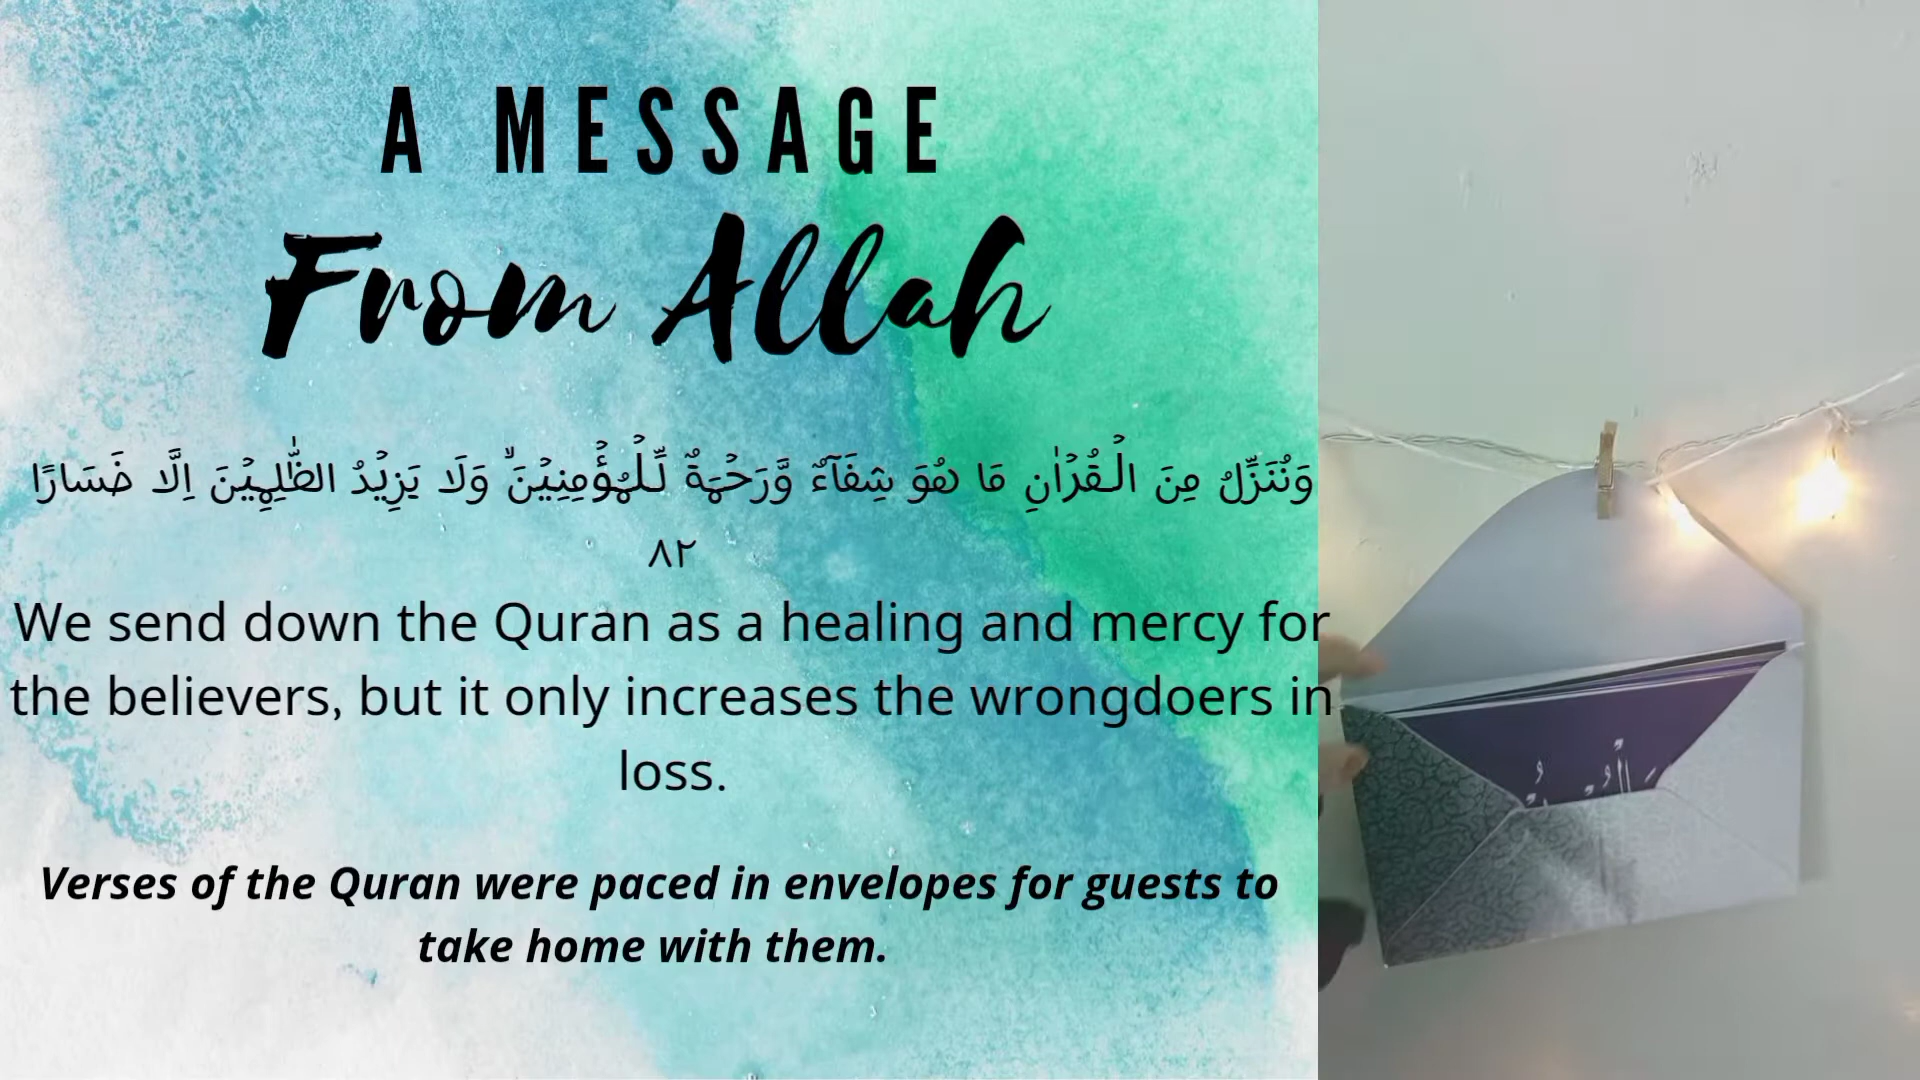 A MESSAGE
From Allah
وَنُنَزِّلُ مِنَ الۡـقُرۡاٰنِ مَا هُوَ شِفَآءٌ وَّرَحۡمَةٌ لِّـلۡمُؤۡمِنِيۡنَ‌ۙ وَلَا يَزِيۡدُ الظّٰلِمِيۡنَ اِلَّا خَسَارًا
٨٢
We send down the Quran as a healing and mercy for
the believers, but it only increases the wrongdoers in
loss.
Verses of the Quran were paced in envelopes for guests to
take home with them.